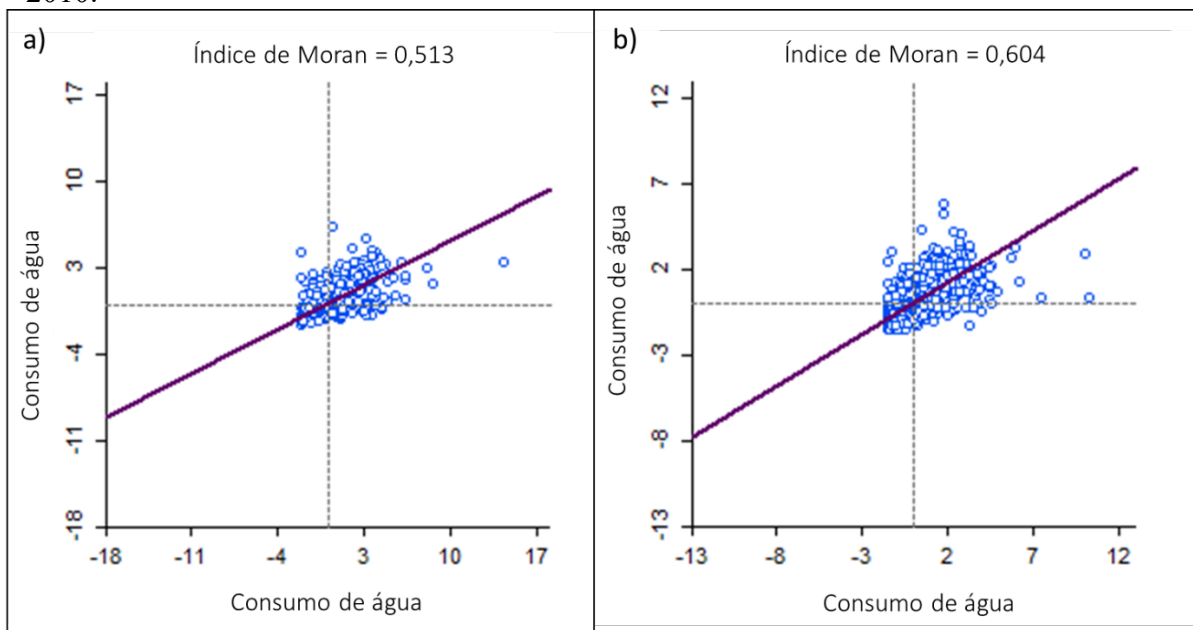 2010.
a)
Índice de Moran = 0,513
17
10
3
-4
-11
-18
Consumo de água
-18 -11 -4 3 10 17
Consumo de água
b)
Índice de Moran = 0,604
12
7
2
-3
-8
-13
Consumo de água
-13 -8 -3 2 7 12
Consumo de água